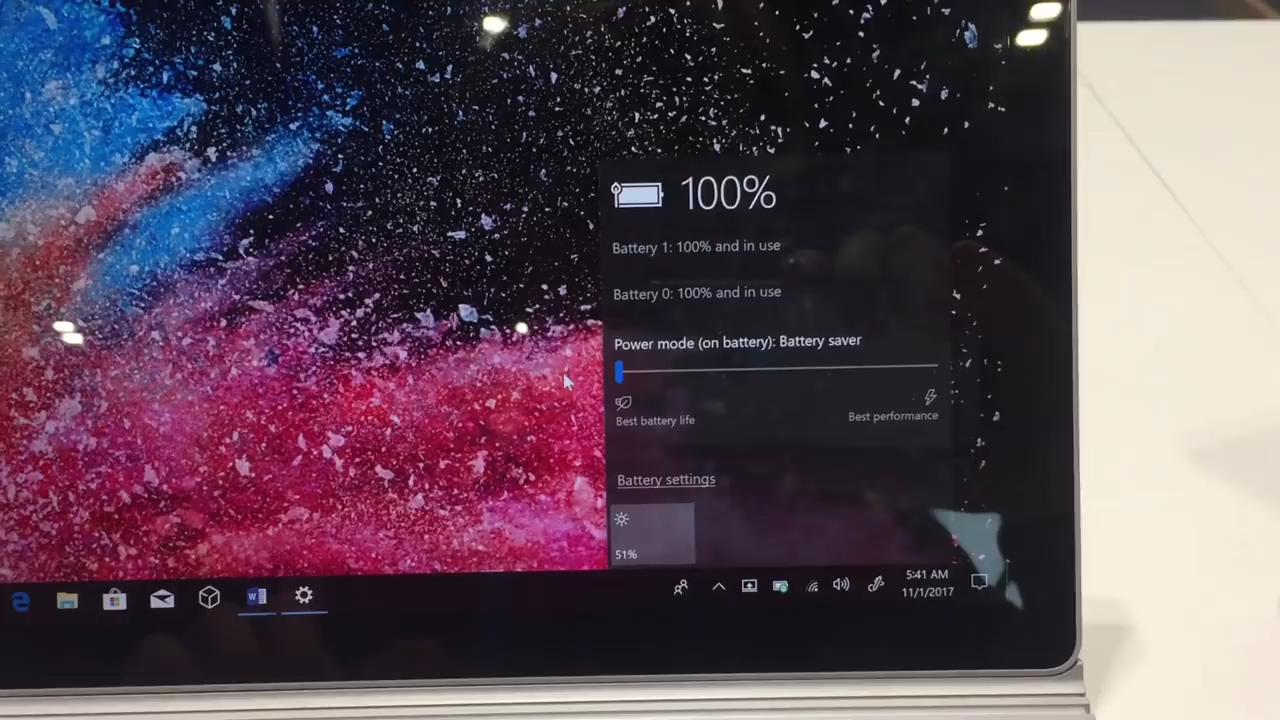 100%
Battery 1: 100% and in use
Battery 0: 100% and in use
Power mode (on battery): Battery saver
Best battery life
Best performance
Battery settings
51%
5:41 AM
11/1/2017